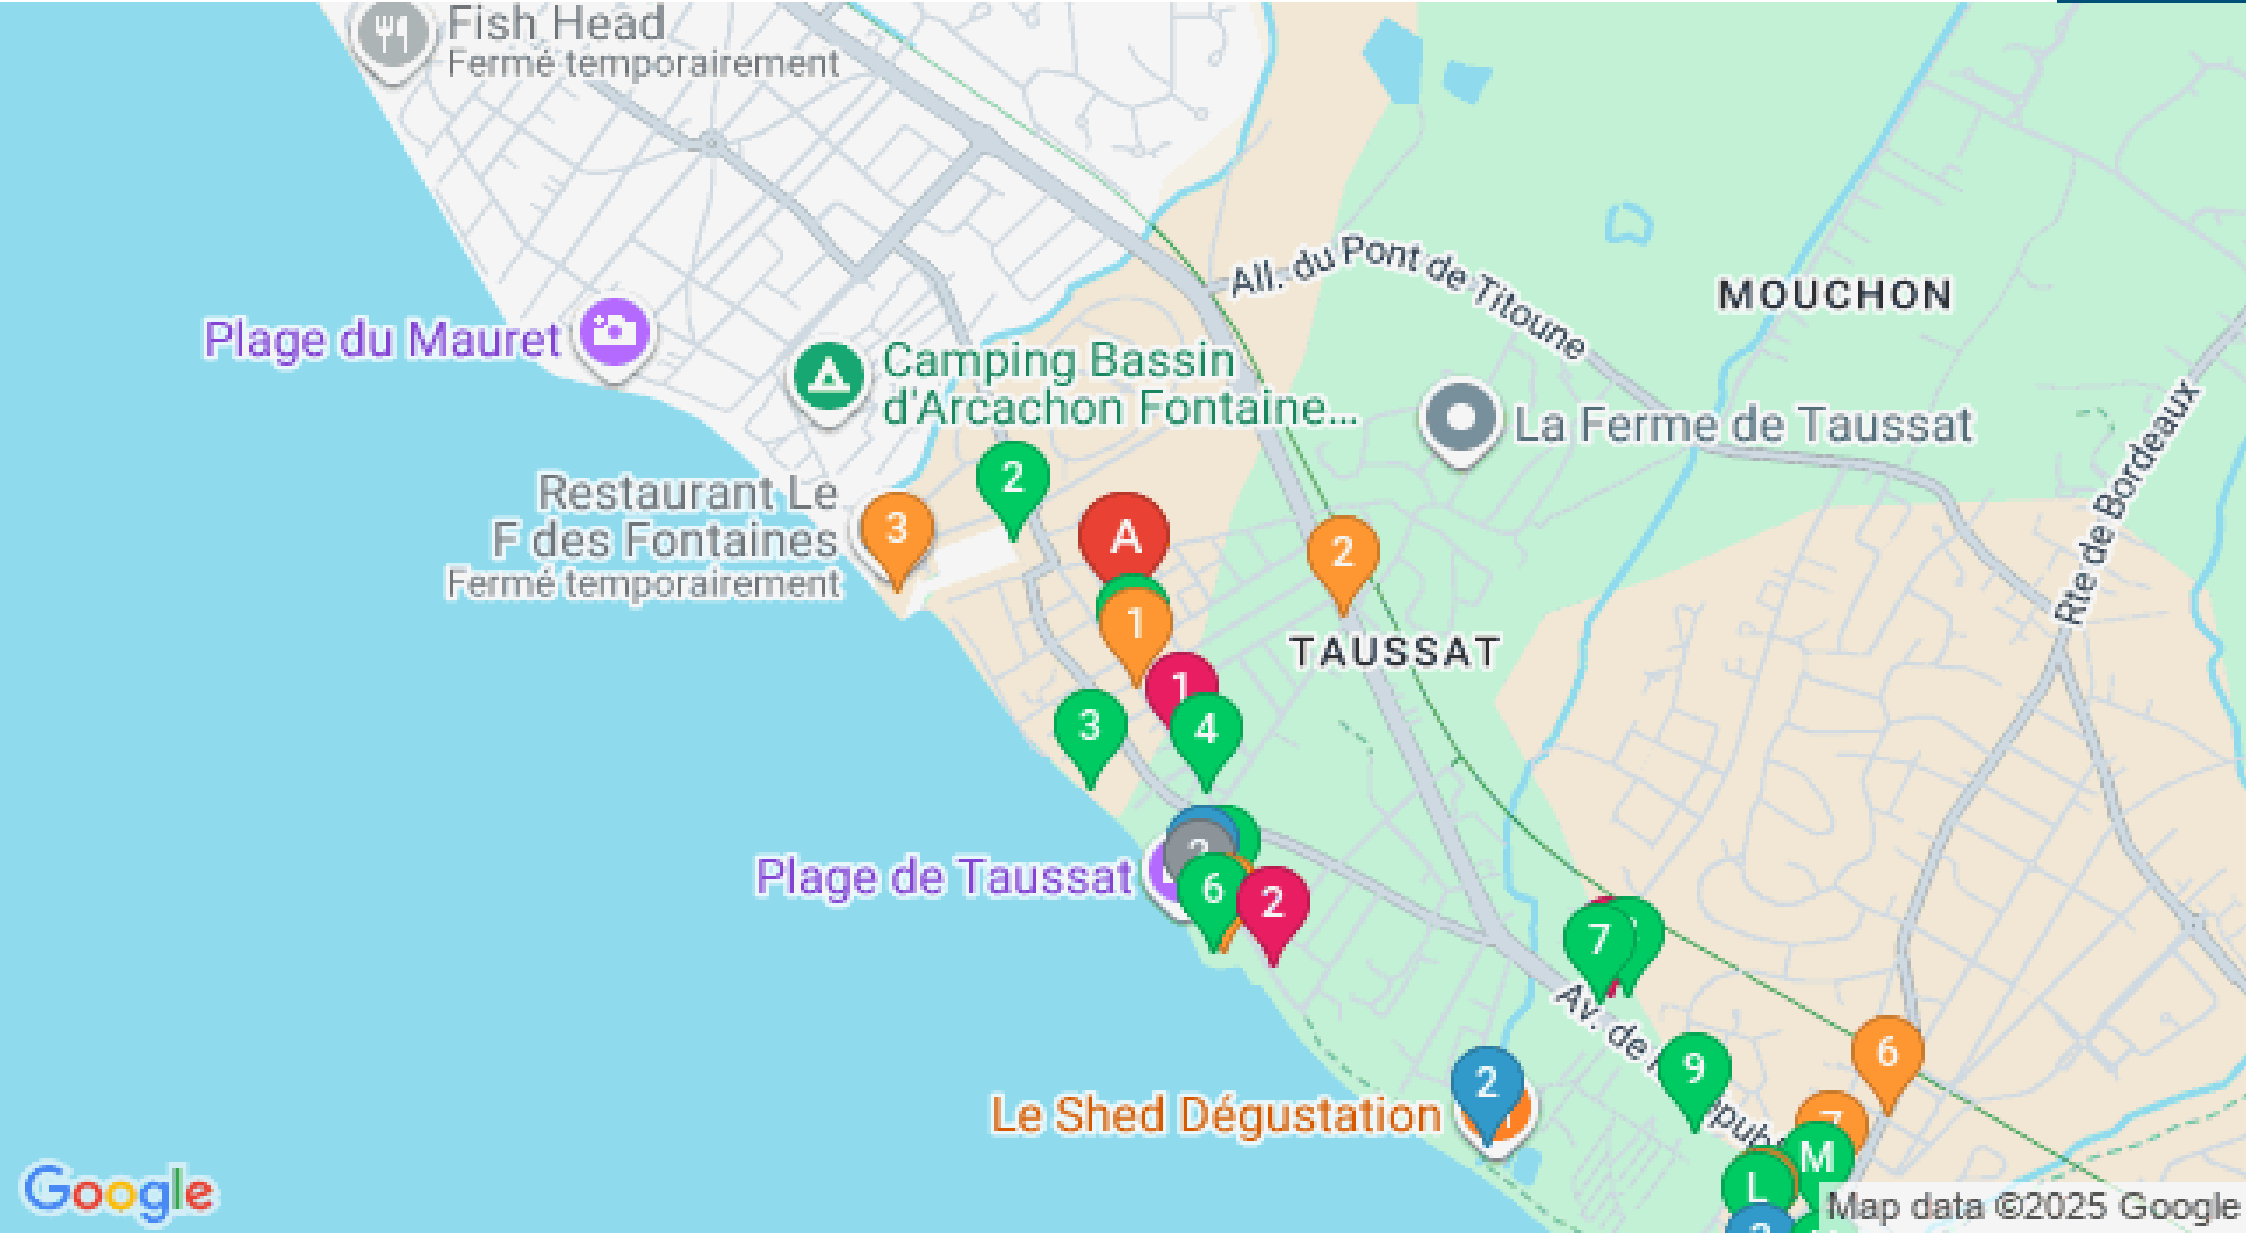 Fish Head
Fermé temporairement
All. du Pont de Titoune
MOUCHON
Plage du Mauret
Camping Bassin
d'Arcachon Fontaine...
La Ferme de Taussat
Rte de Bordeaux
Restaurant Le
F des Fontaines
Fermé temporairement
2
3
A
2
1
TAUSSAT
1
3
4
Plage de Taussat
6
2
7
Av. de
9
6
2
Le Shed Dégustation
7
M
L
Google
Map data ©2025 Google